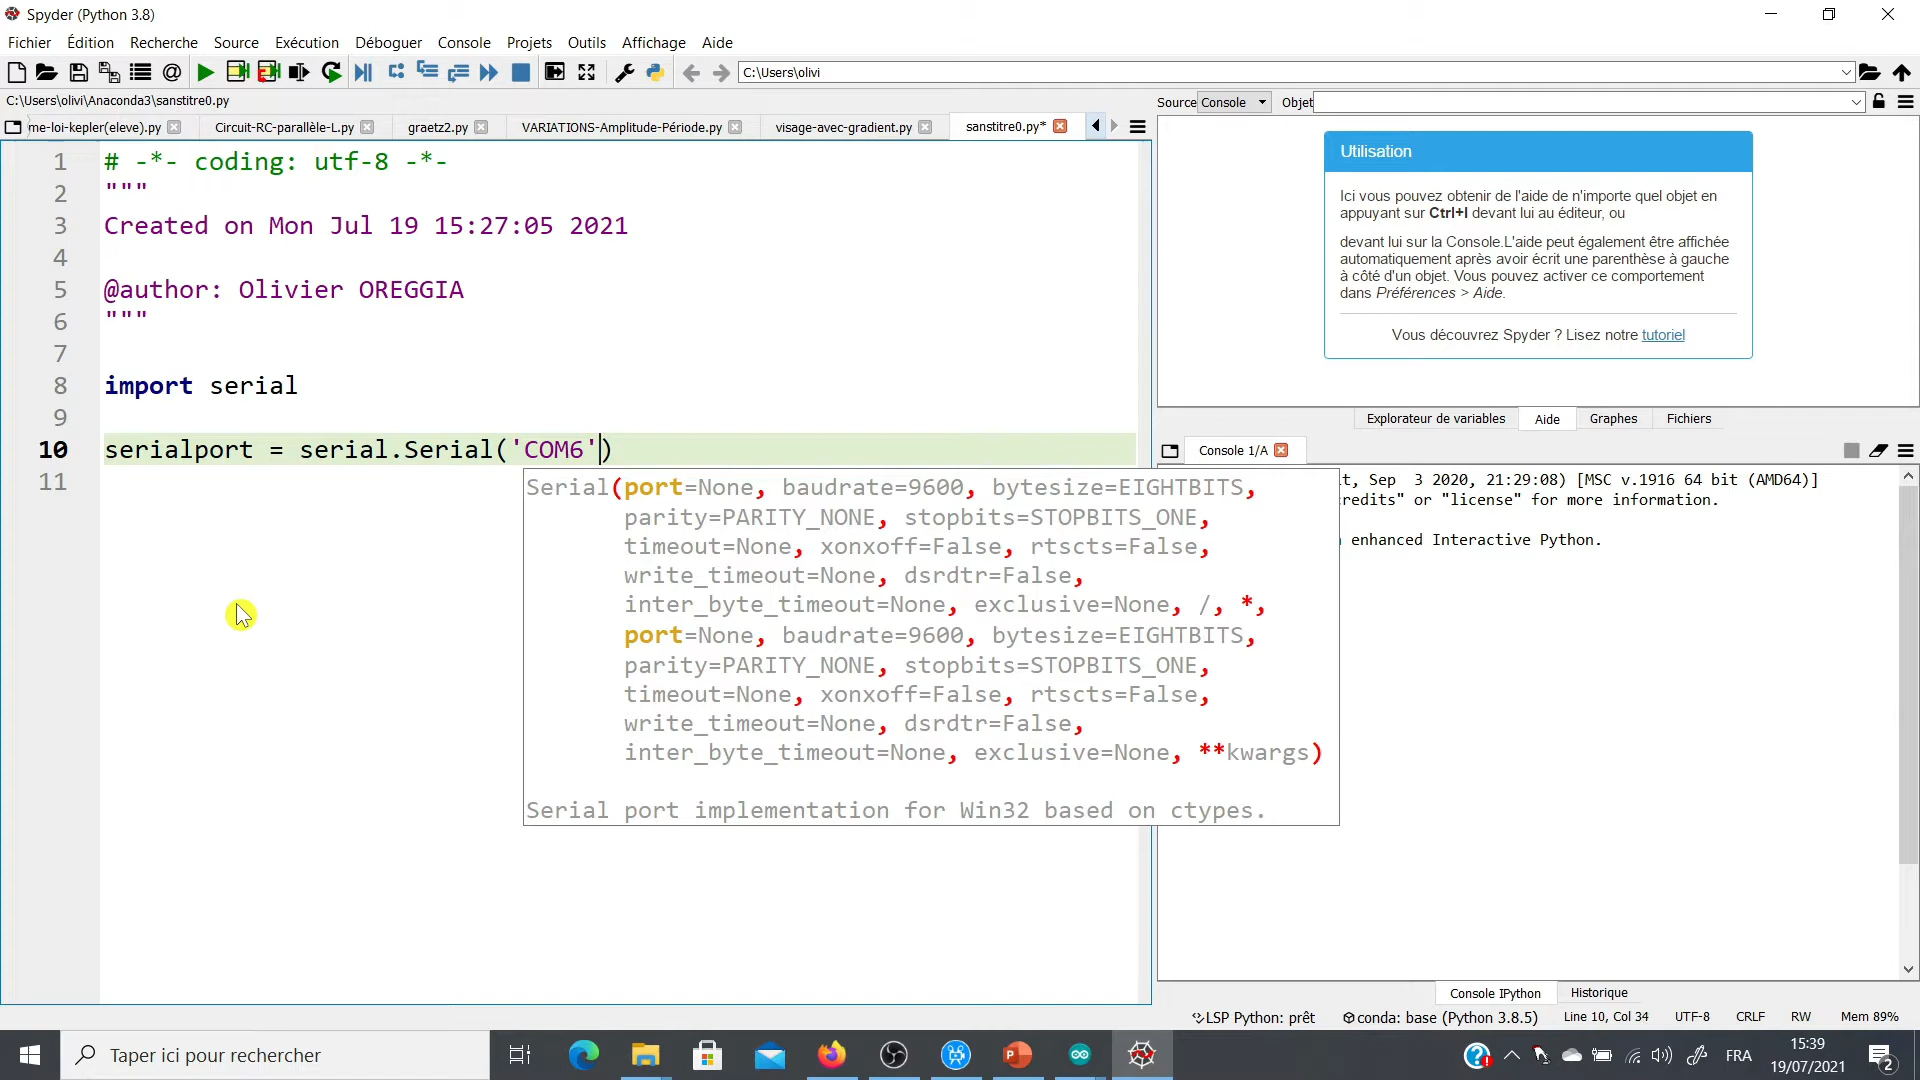 Spyder (Python 3.8)
Fichier Édition Recherche Source Exécution Déboguer Console Projets Outils Affichage Aide
C:\Users\olivi
C:\Users\olivi\Anaconda3\sanstitre0.py
Source Console Objet
me-loi-kepler(eleve).py Circuit-RC-parallèle-L.py graetz2.py VARIATIONS-Amplitude-Période.py visage-avec-gradient.py sanstitre0.py*
1 # -*- coding: utf-8 -*-
2 """
3 Created on Mon Jul 19 15:27:05 2021
4
5 @author: Olivier OREGGIA
6 """
7
8 import serial
9
10 serialport = serial.Serial('COM6')
11
Serial(port=None, baudrate=9600, bytesize=EIGHTBITS,
parity=PARITY_NONE, stopbits=STOPBITS_ONE,
timeout=None, xonxoff=False, rtscts=False,
write_timeout=None, dsrdtr=False,
inter_byte_timeout=None, exclusive=None, /, *,
port=None, baudrate=9600, bytesize=EIGHTBITS,
parity=PARITY_NONE, stopbits=STOPBITS_ONE,
timeout=None, xonxoff=False, rtscts=False,
write_timeout=None, dsrdtr=False,
inter_byte_timeout=None, exclusive=None, **kwargs)
Serial port implementation for Win32 based on ctypes.
Utilisation
Ici vous pouvez obtenir de l'aide de n'importe quel objet en
appuyant sur Ctrl+I devant lui au éditeur, ou
devant lui sur la Console.L'aide peut également être affichée
automatiquement après avoir écrit une parenthèse à gauche
à côté d'un objet. Vous pouvez activer ce comportement
dans Préférences > Aide.
Vous découvrez Spyder ? Lisez notre tutoriel
Explorateur de variables Aide Graphes Fichiers
Console 1/A
it, Sep  3 2020, 21:29:08) [MSC v.1916 64 bit (AMD64)]
redits" or "license" for more information.
enhanced Interactive Python.
Console IPython Historique
LSP Python: prêt conda: base (Python 3.8.5) Line 10, Col 34 UTF-8 CRLF RW Mem 89%
Taper ici pour rechercher
FRA
15:39
19/07/2021
2